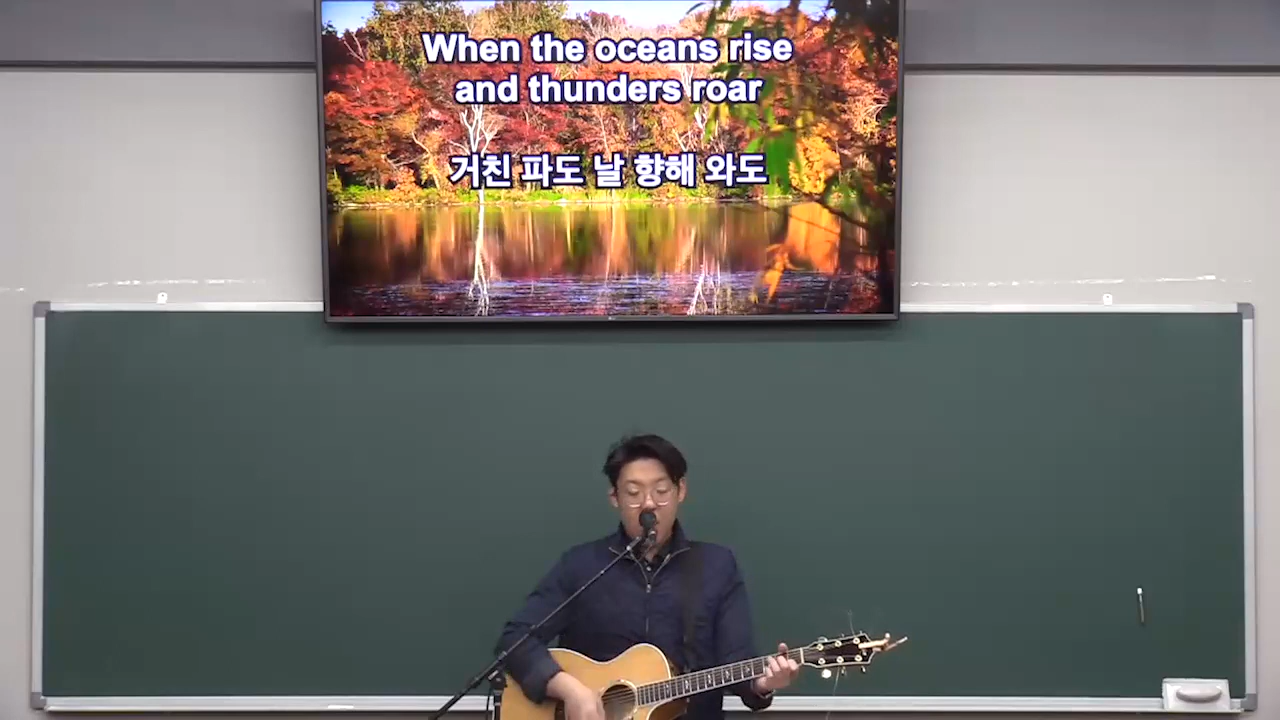 When the oceans rise
and thunders roar
거친 파도 날 향해 와도